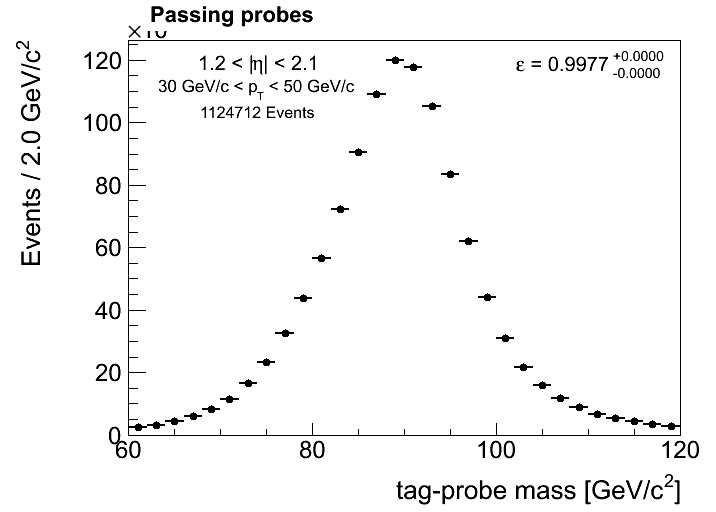 Passing probes
120
100
80
60
40
20
0
Events / 2.0 GeV/c²
1.2 < |η| < 2.1
30 GeV/c < p_T < 50 GeV/c
1124712 Events
ε = 0.9977 +0.0000 -0.0000
60 80 100 120
tag-probe mass [GeV/c²]